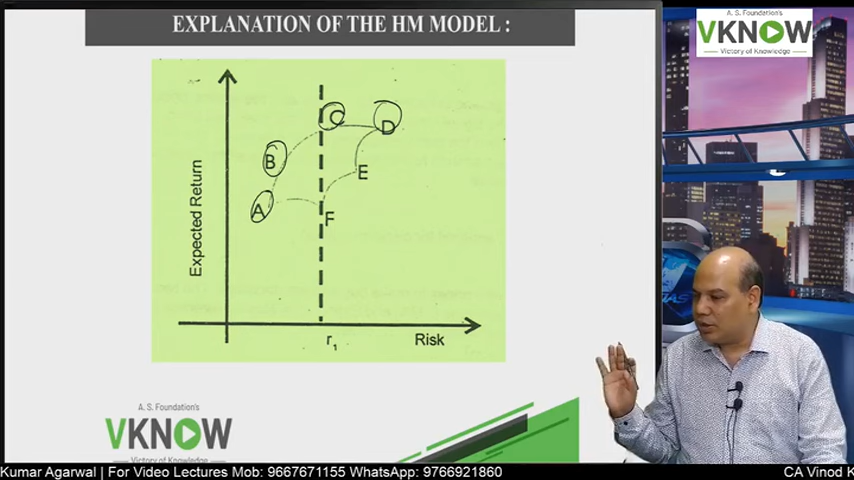 EXPLANATION OF THE HM MODEL :
A. S. Foundation's
VKNOW
Victory of Knowledge
C
D
B
E
A
F
Expected Return
r1
Risk
A. S. Foundation's
VKNOW
Victory of Knowledge
Kumar Agarwal | For Video Lectures Mob: 9667671155 WhatsApp: 9766921860
CA Vinod K